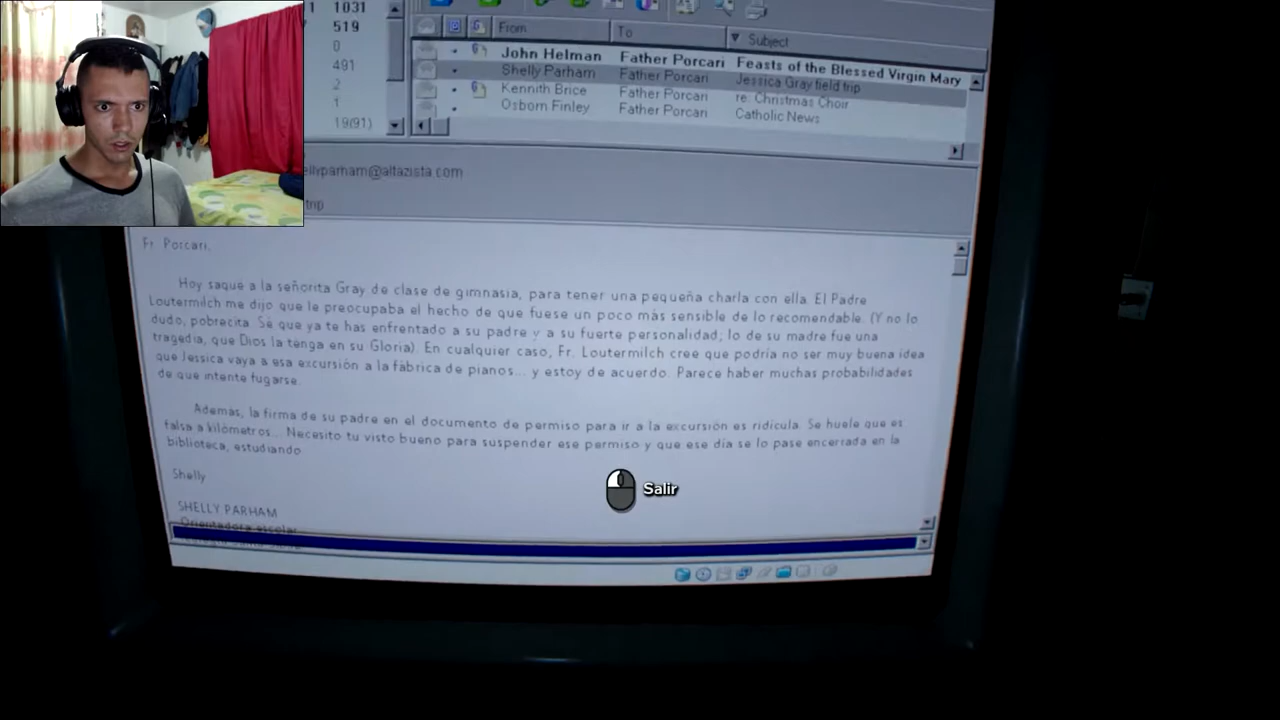 1 1031
519
0
491
2
1
19(91)
From To Subject
John Helman Father Porcari Feasts of the Blessed Virgin Mary
Shelly Parham Father Porcari Jessica Gray field trip
Kennith Brice Father Porcari re: Christmas Choir
Osborn Finley Father Porcari Catholic News
ellyparham@altazista.com
trip
Fr. Porcari,
Hoy saque a la señorita Gray de clase de gimnasia, para tener una pequeña charla con ella. El Padre
Loutermilch me dijo que le preocupaba el hecho de que fuese un poco más sensible de lo recomendable. (Y no lo
dudo, pobrecita. Sé que ya te has enfrentado a su padre y a su fuerte personalidad; lo de su madre fue una
tragedia, que Dios la tenga en su Gloria). En cualquier caso, Fr. Loutermilch cree que podría no ser muy buena idea
que Jessica vaya a esa excursión a la fábrica de pianos... y estoy de acuerdo. Parece haber muchas probabilidades
de que intente fugarse.
Además, la firma de su padre en el documento de permiso para ir a la excursión es ridícula. Se huele que es
falsa a kilómetros... Necesito tu visto bueno para suspender ese permiso y que ese día se lo pase encerrada en la
biblioteca, estudiando.
Shelly
Salir
SHELLY PARHAM
Orientadora escolar